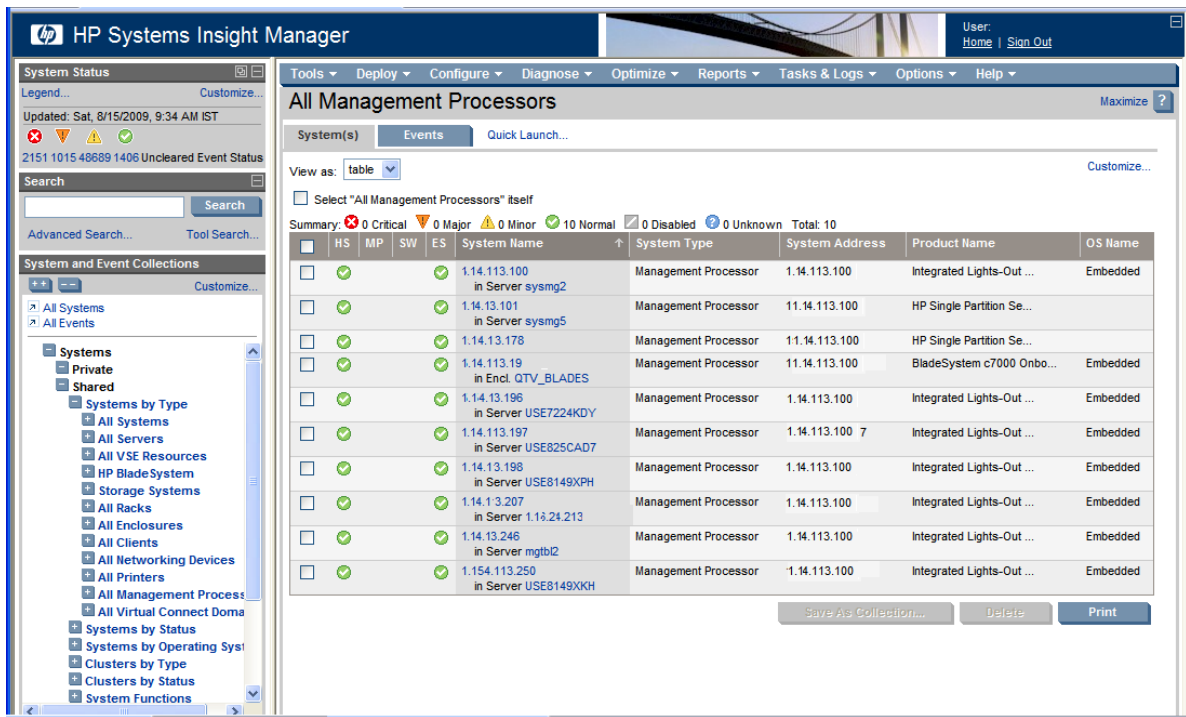 hp HP Systems Insight Manager
User:
Home | Sign Out
System Status
Legend... Customize...
Updated: Sat, 8/15/2009, 9:34 AM IST
2151 1015 48689 1406 Uncleared Event Status
Search
Search
Advanced Search... Tool Search...
System and Event Collections
++ -- Customize...
All Systems
All Events
Systems
Private
Shared
Systems by Type
All Systems
All Servers
All VSE Resources
HP BladeSystem
Storage Systems
All Racks
All Enclosures
All Clients
All Networking Devices
All Printers
All Management Process
All Virtual Connect Doma
Systems by Status
Systems by Operating Syst
Clusters by Type
Clusters by Status
System Functions
Tools Deploy Configure Diagnose Optimize Reports Tasks & Logs Options Help
All Management Processors Maximize ?
System(s) Events Quick Launch...
View as: table Customize...
Select "All Management Processors" itself
Summary: 0 Critical 0 Major 0 Minor 10 Normal 0 Disabled 0 Unknown Total: 10
HS MP SW ES System Name System Type System Address Product Name OS Name
1.14.113.100 Management Processor 1.14.113.100 Integrated Lights-Out ... Embedded
in Server sysmg2
1.14.13.101 Management Processor 11.14.113.100 HP Single Partition Se...
in Server sysmg5
1.14.13.178 Management Processor 11.14.113.100 HP Single Partition Se...
1.14.113.19 Management Processor 11.14.113.100 BladeSystem c7000 Onbo... Embedded
in Encl. QTV_BLADES
1.14.13.196 Management Processor 1.14.113.100 Integrated Lights-Out ... Embedded
in Server USE7224KDY
1.14.113.197 Management Processor 1.14.113.100 7 Integrated Lights-Out ... Embedded
in Server USE825CAD7
1.14.13.198 Management Processor 1.14.113.100 Integrated Lights-Out ... Embedded
in Server USE8149XPH
1.14.13.207 Management Processor 1.14.113.100 Integrated Lights-Out ... Embedded
in Server
1.14.13.246 Management Processor 1.14.113.100 Integrated Lights-Out ... Embedded
in Server mgtbl2
1.154.113.250 Management Processor 1.14.113.100 Integrated Lights-Out ... Embedded
in Server USE8149XKH
Save As Collection... Delete Print